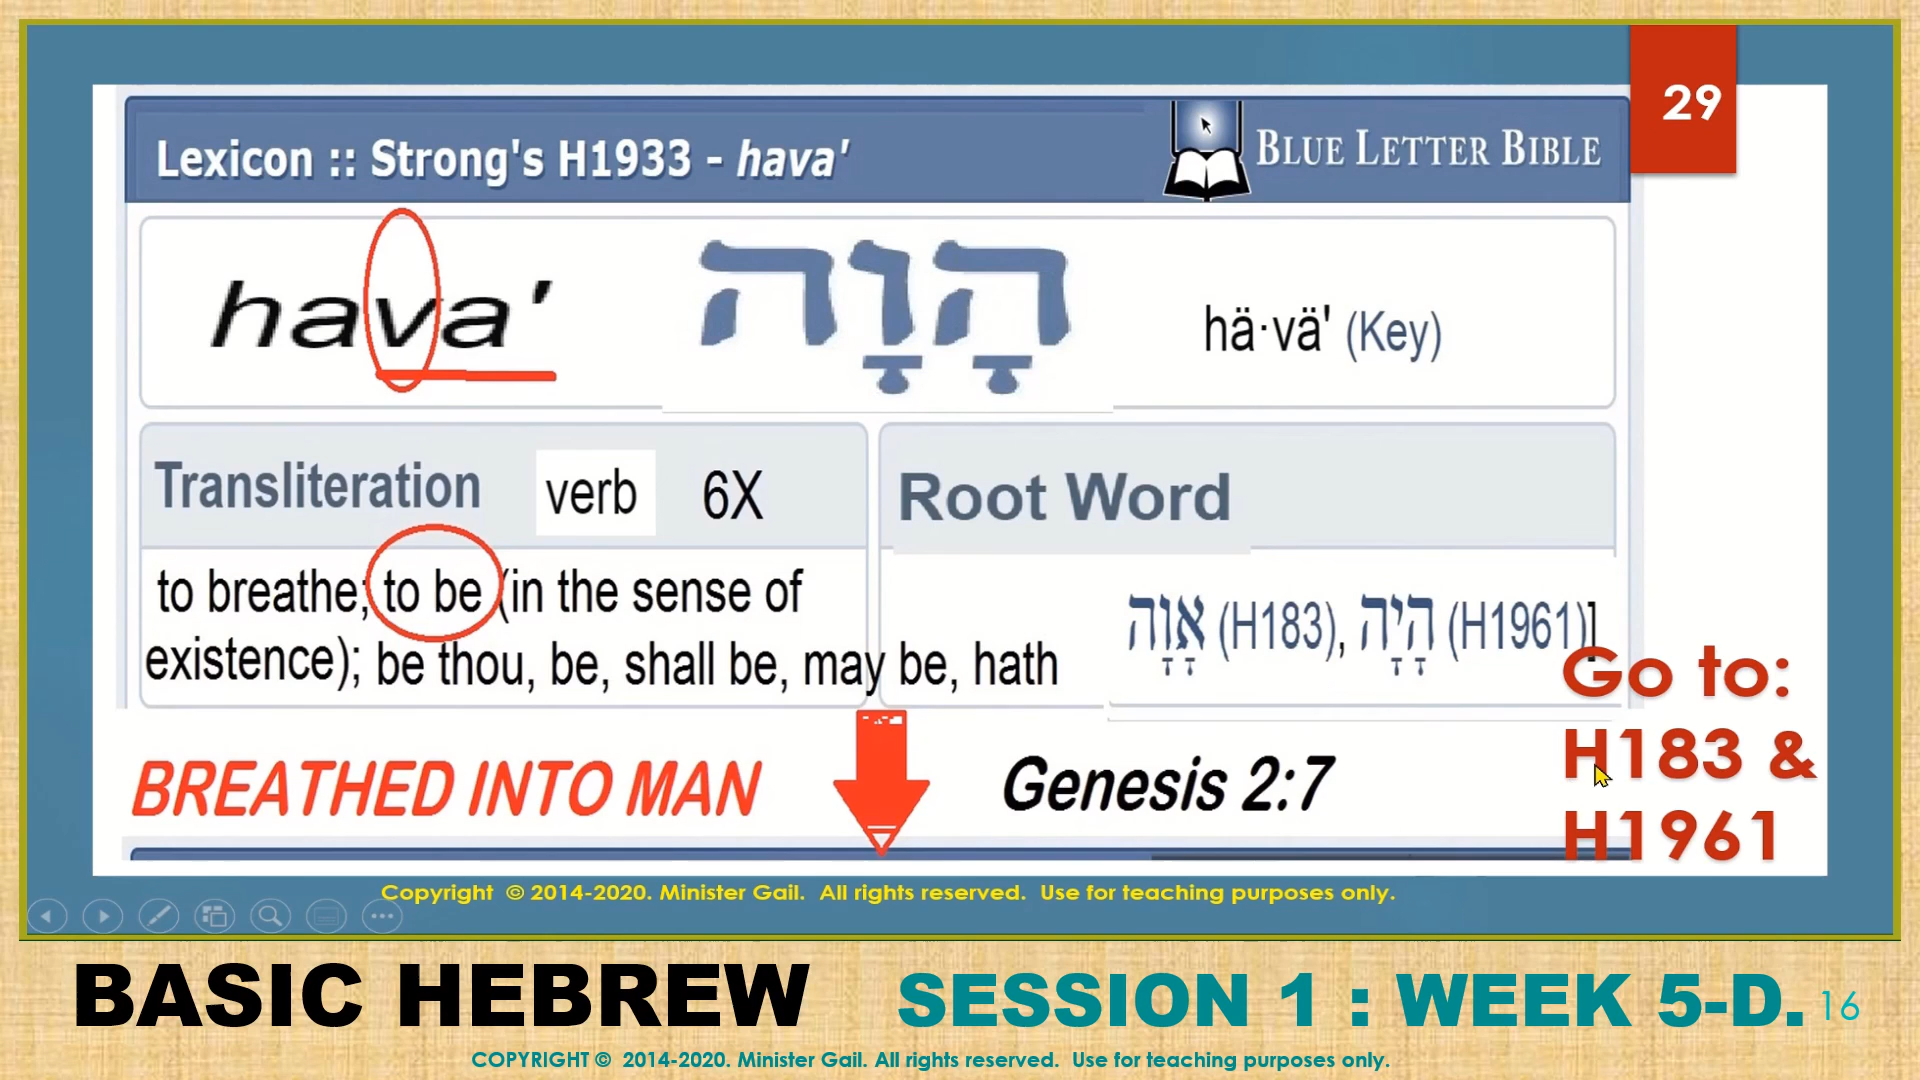 29
Lexicon :: Strong's H1933 - hava'
BLUE LETTER BIBLE
hava' הָוָה hä·vä' (Key)
Transliteration verb 6X
Root Word
to breathe; to be (in the sense of
existence); be thou, be, shall be, may be, hath
אָוָה (H183), הָיָה (H1961)]
Go to:
H183 &
H1961
BREATHED INTO MAN
Genesis 2:7
Copyright © 2014-2020. Minister Gail. All rights reserved. Use for teaching purposes only.
BASIC HEBREW SESSION 1 : WEEK 5-D. 16
COPYRIGHT © 2014-2020. Minister Gail. All rights reserved. Use for teaching purposes only.